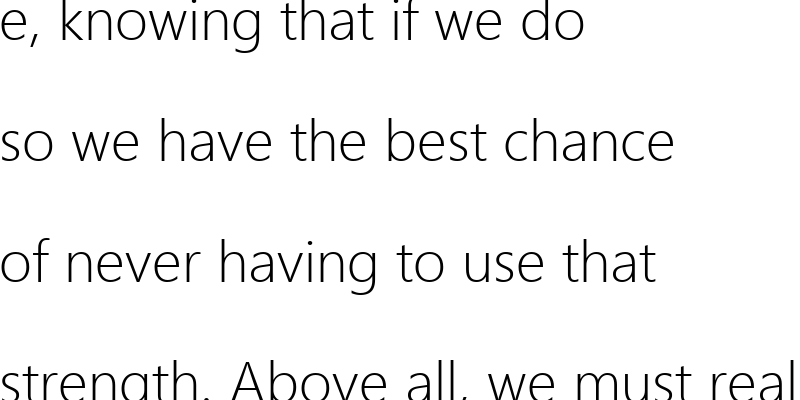 e, knowing that if we do
so we have the best chance
of never having to use that
strength. Above all, we must real